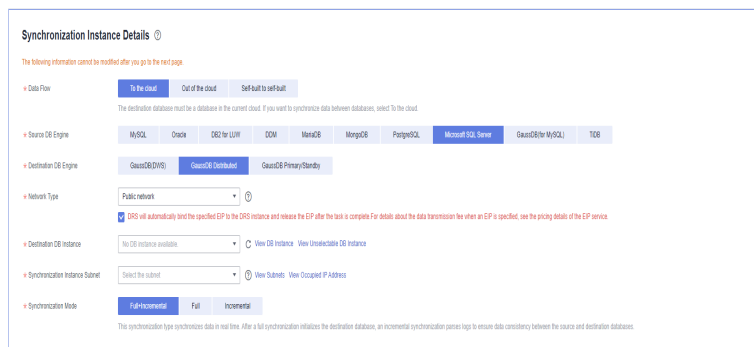 Synchronization Instance Details ?
The following information cannot be modified after you go to the next page.
* Data Flow To the cloud Out of the cloud Self-built to self-built
The destination database must be a database in the current cloud. If you want to synchronize data between databases, select To the cloud.
* Source DB Engine MySQL Oracle DB2 for LUW DDM MariaDB MongoDB PostgreSQL Microsoft SQL Server GaussDB(for MySQL) TiDB
* Destination DB Engine GaussDB(DWS) GaussDB Distributed GaussDB Primary/Standby
* Network Type Public network ?
DRS will automatically bind the specified EIP to the DRS instance and release the EIP after the task is complete.For details about the data transmission fee when an EIP is specified, see the pricing details of the EIP service.
* Destination DB Instance No DB instance available. View DB Instance View Unselectable DB Instance
* Synchronization Instance Subnet Select the subnet ? View Subnets View Occupied IP Address
* Synchronization Mode Full+Incremental Full Incremental
This synchronization type synchronizes data in real time. After a full synchronization initializes the destination database, an incremental synchronization parses logs to ensure data consistency between the source and destination databases.